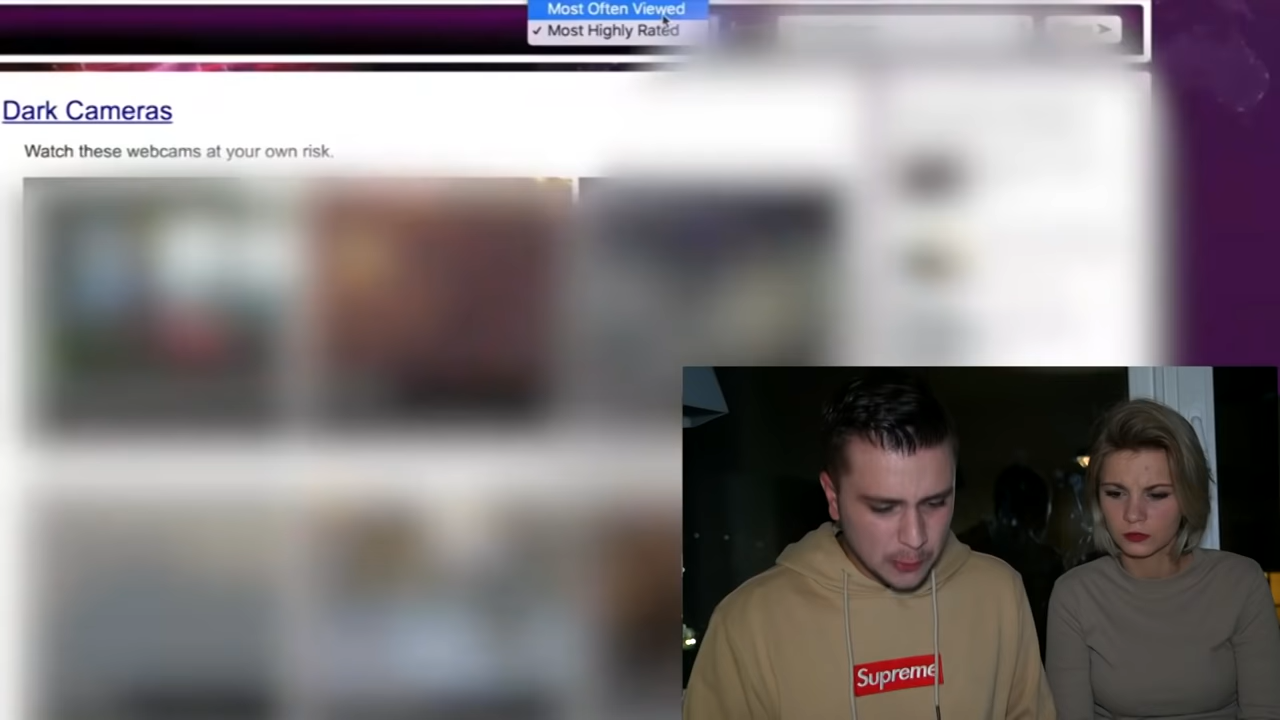 Most Often Viewed
✓ Most Highly Rated
Dark Cameras
Watch these webcams at your own risk.
Supreme